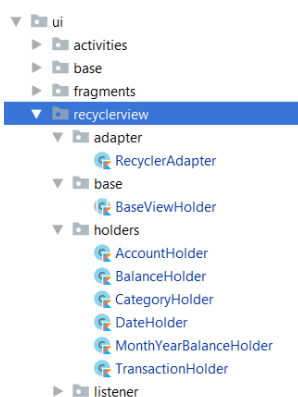 ui
activities
base
fragments
recyclerview
adapter
RecyclerAdapter
base
BaseViewHolder
holders
AccountHolder
BalanceHolder
CategoryHolder
DateHolder
MonthYearBalanceHolder
TransactionHolder
listener